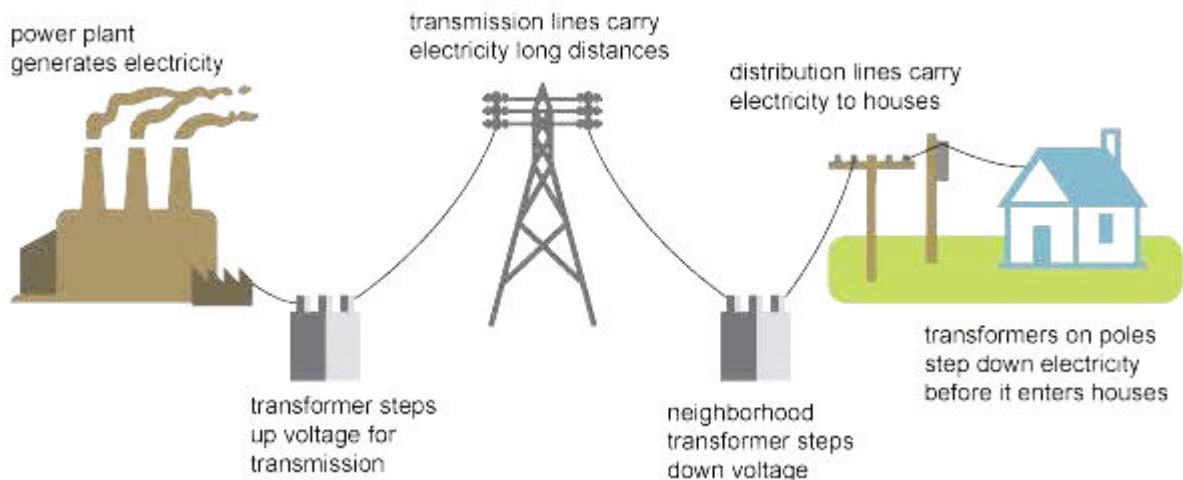 power plant
generates electricity
transmission lines carry
electricity long distances
distribution lines carry
electricity to houses
transformer steps
up voltage for
transmission
neighborhood
transformer steps
down voltage
transformers on poles
step down electricity
before it enters houses